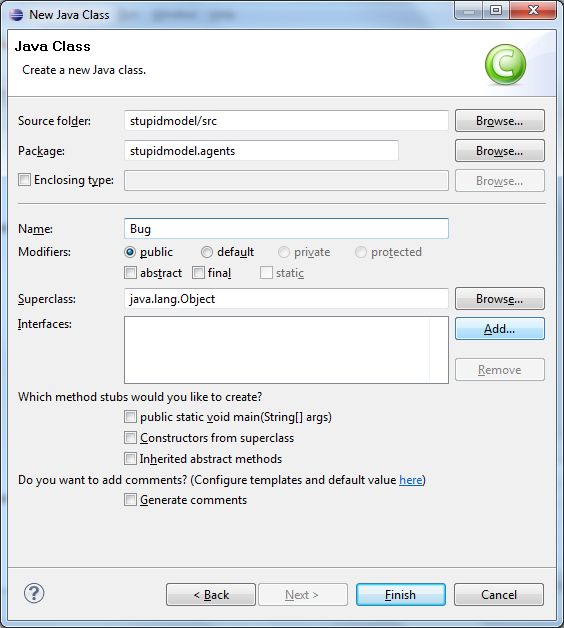 New Java Class
Java Class
Create a new Java class.
C
Source folder: stupidmodel/src Browse...
Package: stupidmodel.agents Browse...
Enclosing type: Browse...
Name: Bug
Modifiers: public default private protected
abstract final static
Superclass: java.lang.Object Browse...
Interfaces: Add...
Remove
Which method stubs would you like to create?
public static void main(String[] args)
Constructors from superclass
Inherited abstract methods
Do you want to add comments? (Configure templates and default value here)
Generate comments
? < Back Next > Finish Cancel